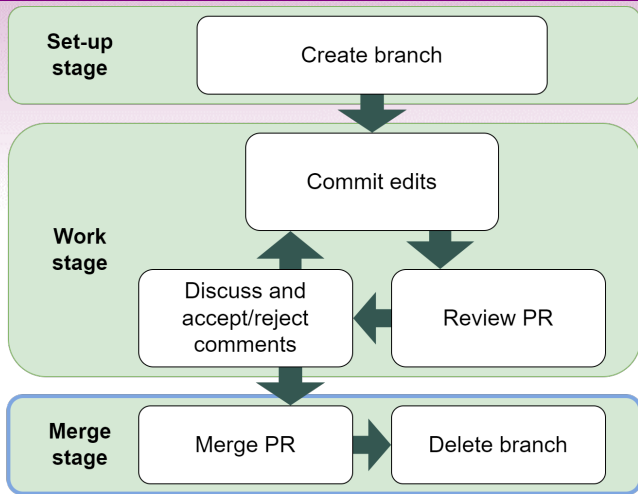 Set-up
stage
Create branch
Commit edits
Work
stage
Discuss and
accept/reject
comments
Review PR
Merge
stage
Merge PR
Delete branch